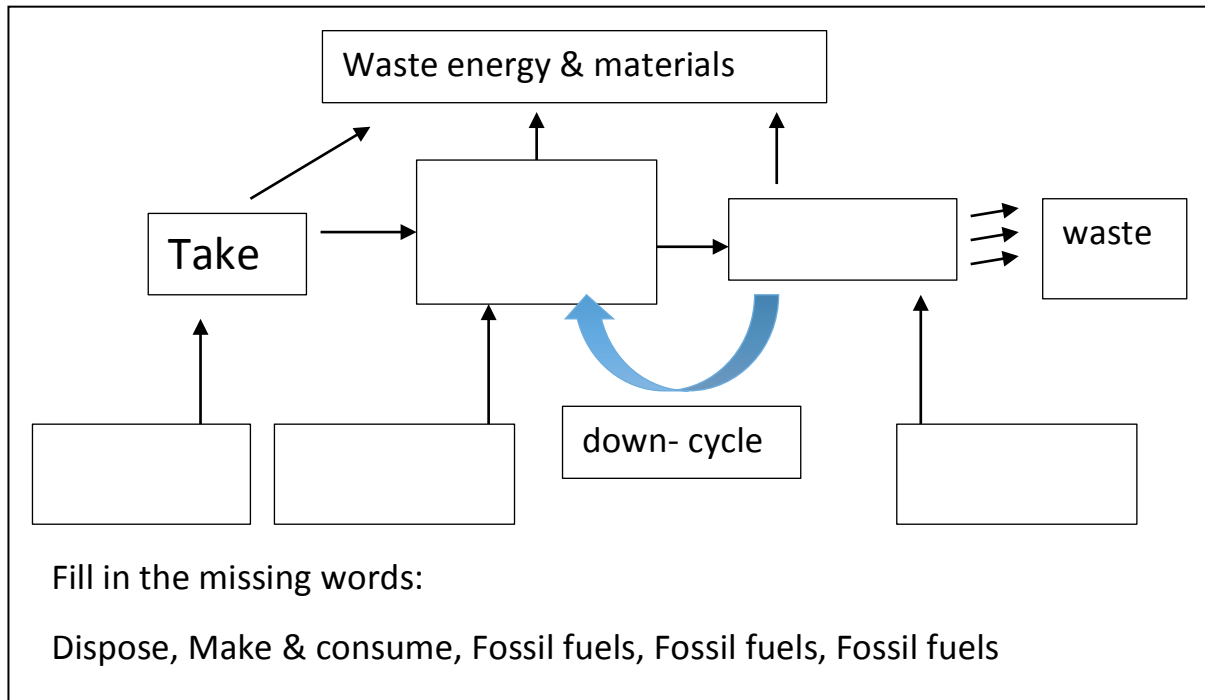 Waste energy & materials
Take
waste
down- cycle
Fill in the missing words:
Dispose, Make & consume, Fossil fuels, Fossil fuels, Fossil fuels